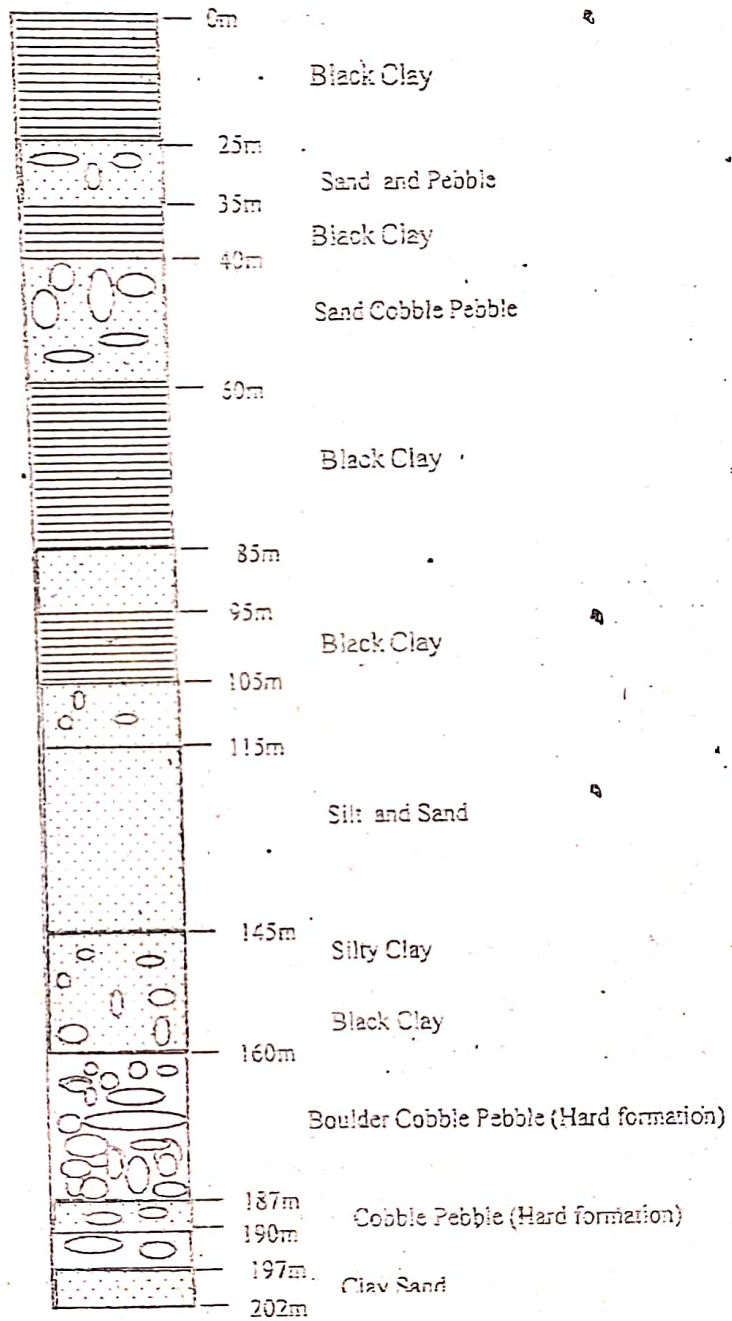 0m
Black Clay
25m
Sand and Pebble
35m
Black Clay
40m
Sand Cobble Pebble
60m
Black Clay
85m
95m
Black Clay
105m
115m
Silt and Sand
145m
Silty Clay
Black Clay
160m
Boulder Cobble Pebble (Hard formation)
187m
Cobble Pebble (Hard formation)
190m
197m
Clay Sand
202m